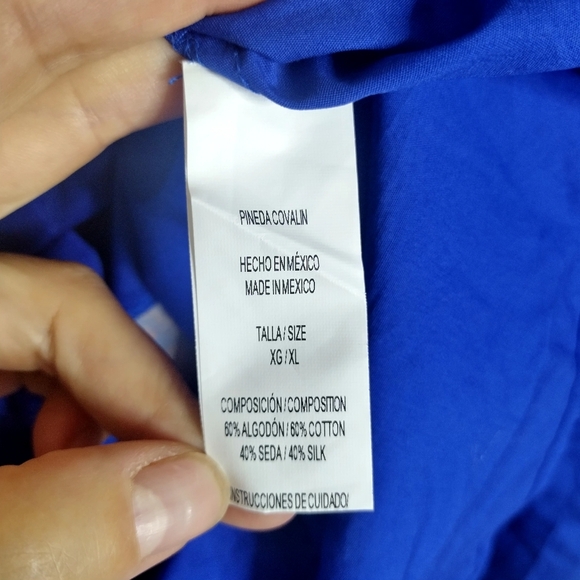 PINEDA COVALIN
HECHO EN MÉXICO
MADE IN MEXICO
TALLA / SIZE
XG / XL
COMPOSICIÓN / COMPOSITION
60% ALGODÓN / 60% COTTON
40% SEDA / 40% SILK
NSTRUCCIONES DE CUIDADO/